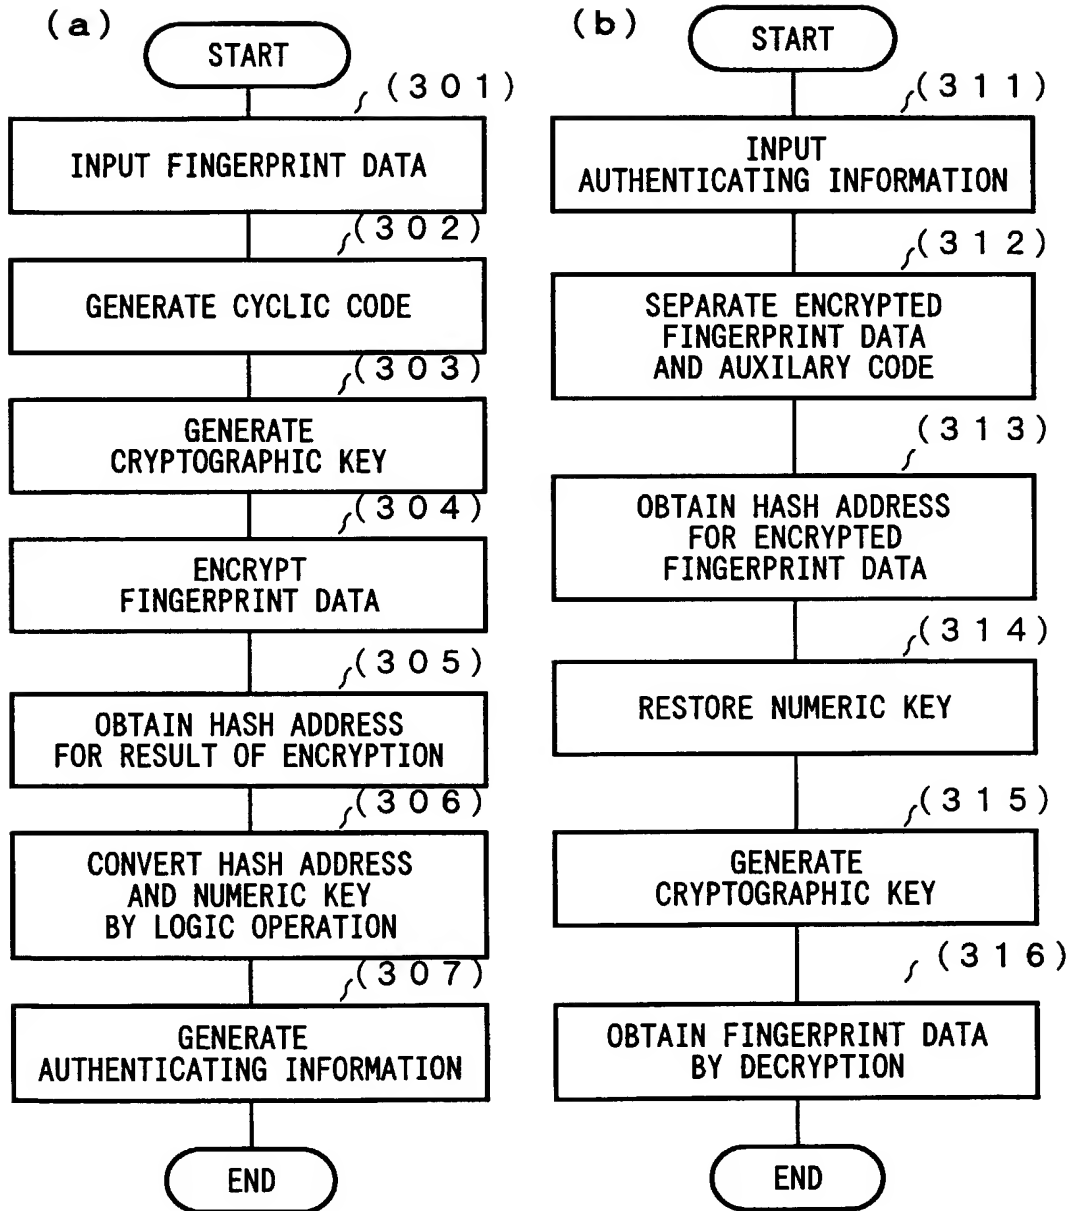 (a)
START
(301)
INPUT FINGERPRINT DATA
(302)
GENERATE CYCLIC CODE
(303)
GENERATE
CRYPTOGRAPHIC KEY
(304)
ENCRYPT
FINGERPRINT DATA
(305)
OBTAIN HASH ADDRESS
FOR RESULT OF ENCRYPTION
(306)
CONVERT HASH ADDRESS
AND NUMERIC KEY
BY LOGIC OPERATION
(307)
GENERATE
AUTHENTICATING INFORMATION
END
(b)
START
(311)
INPUT
AUTHENTICATING INFORMATION
(312)
SEPARATE ENCRYPTED
FINGERPRINT DATA
AND AUXILARY CODE
(313)
OBTAIN HASH ADDRESS
FOR ENCRYPTED
FINGERPRINT DATA
(314)
RESTORE NUMERIC KEY
(315)
GENERATE
CRYPTOGRAPHIC KEY
(316)
OBTAIN FINGERPRINT DATA
BY DECRYPTION
END